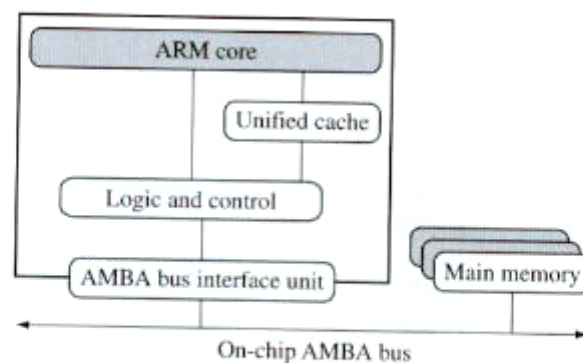 ARM core
Unified cache
Logic and control
AMBA bus interface unit
Main memory
On-chip AMBA bus